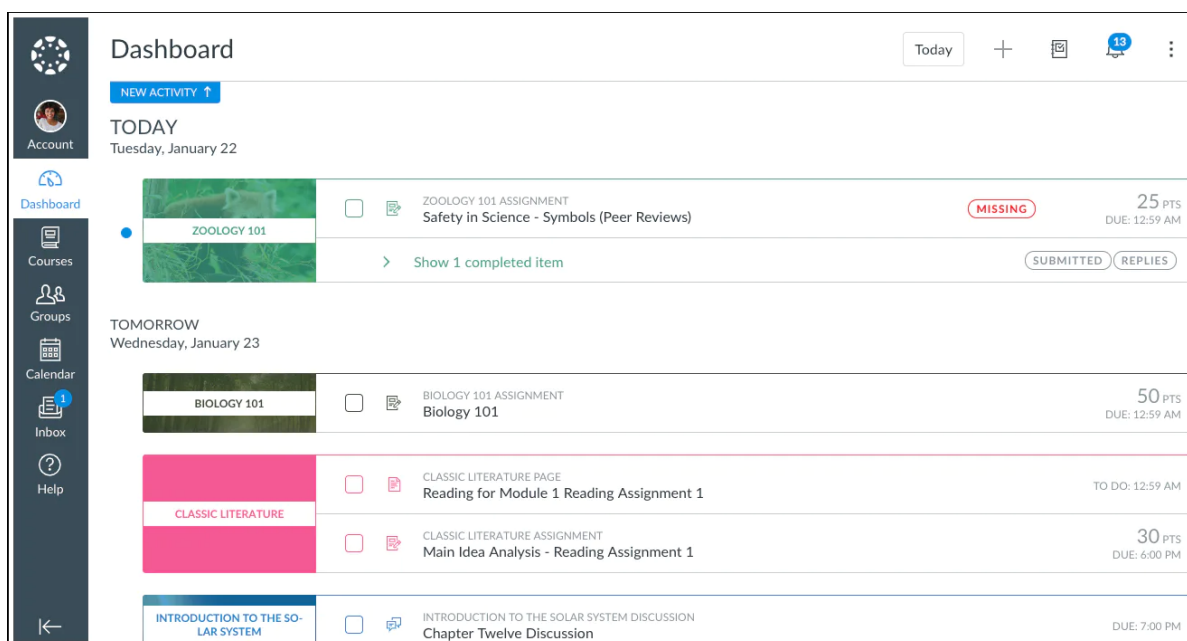 Dashboard
Today
13
NEW ACTIVITY ↑
TODAY
Tuesday, January 22
Account
Dashboard
Courses
Groups
Calendar
1
Inbox
Help
ZOOLOGY 101
ZOOLOGY 101 ASSIGNMENT
Safety in Science - Symbols (Peer Reviews)
MISSING
25 PTS
DUE: 12:59 AM
Show 1 completed item
SUBMITTED
REPLIES
TOMORROW
Wednesday, January 23
BIOLOGY 101
BIOLOGY 101 ASSIGNMENT
Biology 101
50 PTS
DUE: 12:59 AM
CLASSIC LITERATURE
CLASSIC LITERATURE PAGE
Reading for Module 1 Reading Assignment 1
TO DO: 12:59 AM
CLASSIC LITERATURE ASSIGNMENT
Main Idea Analysis - Reading Assignment 1
30 PTS
DUE: 6:00 PM
INTRODUCTION TO THE SO-
LAR SYSTEM
INTRODUCTION TO THE SOLAR SYSTEM DISCUSSION
Chapter Twelve Discussion
DUE: 7:00 PM